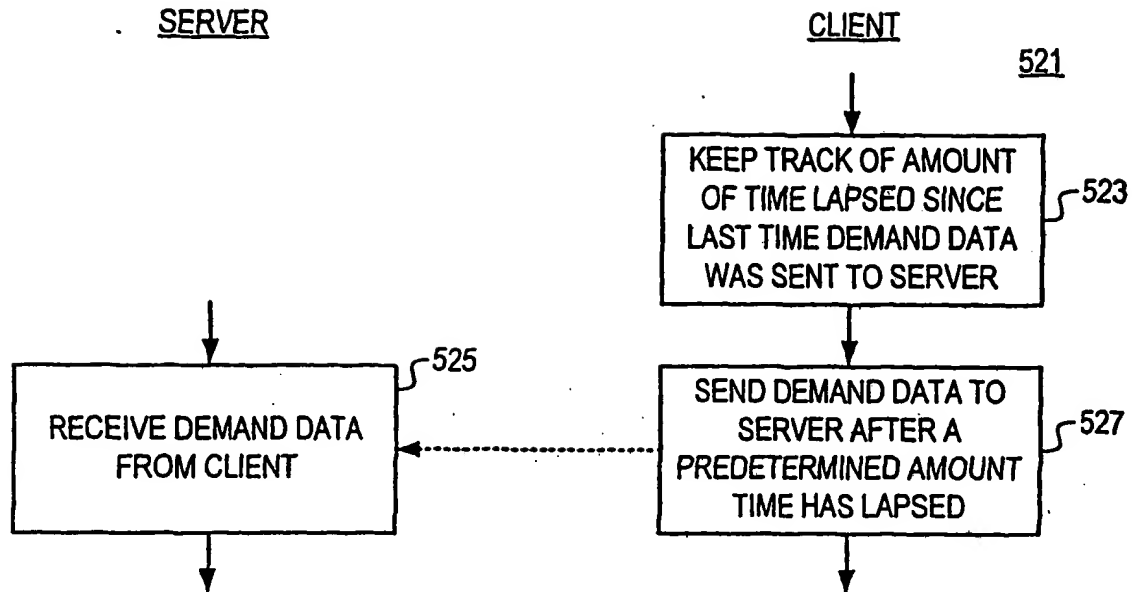 SERVER
CLIENT
521
KEEP TRACK OF AMOUNT
OF TIME LAPSED SINCE
LAST TIME DEMAND DATA
WAS SENT TO SERVER
523
525
RECEIVE DEMAND DATA
FROM CLIENT
SEND DEMAND DATA TO
SERVER AFTER A
PREDETERMINED AMOUNT
TIME HAS LAPSED
527